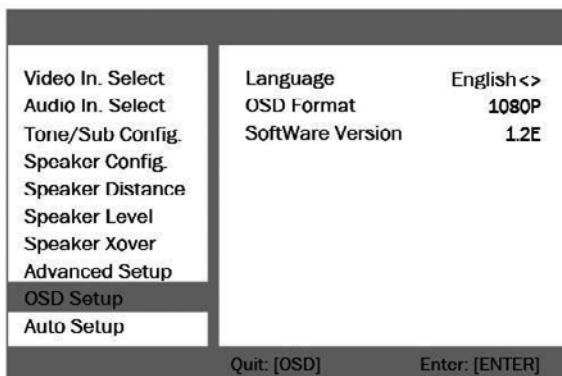 Video In. Select
Audio In. Select
Tone/Sub Config.
Speaker Config.
Speaker Distance
Speaker Level
Speaker Xover
Advanced Setup
OSD Setup
Auto Setup
Language English<>
OSD Format 1080P
SoftWare Version 1.2E
Quit: [OSD] Enter: [ENTER]